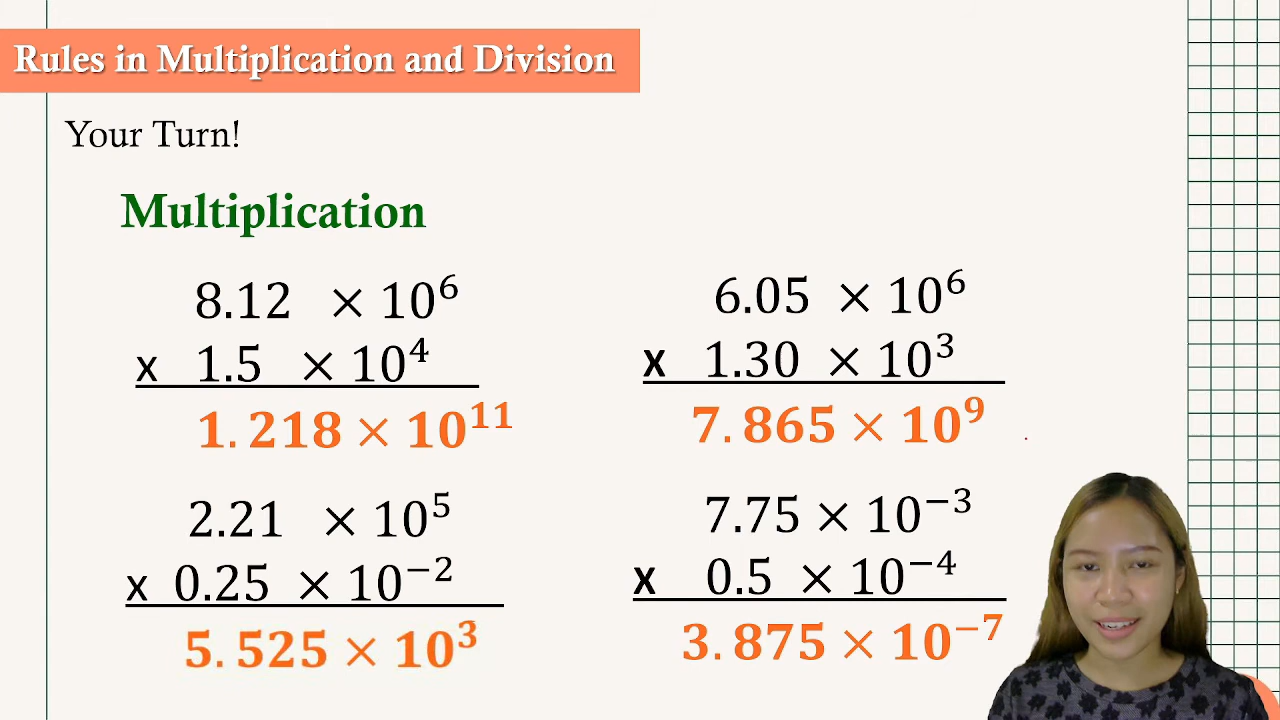 Rules in Multiplication and Division
Your Turn!
Multiplication
8.12 × 10⁶
x 1.5 × 10⁴
1.218 × 10¹¹
6.05 × 10⁶
x 1.30 × 10³
7.865 × 10⁹
2.21 × 10⁵
x 0.25 × 10⁻²
5.525 × 10³
7.75 × 10⁻³
x 0.5 × 10⁻⁴
3.875 × 10⁻⁷